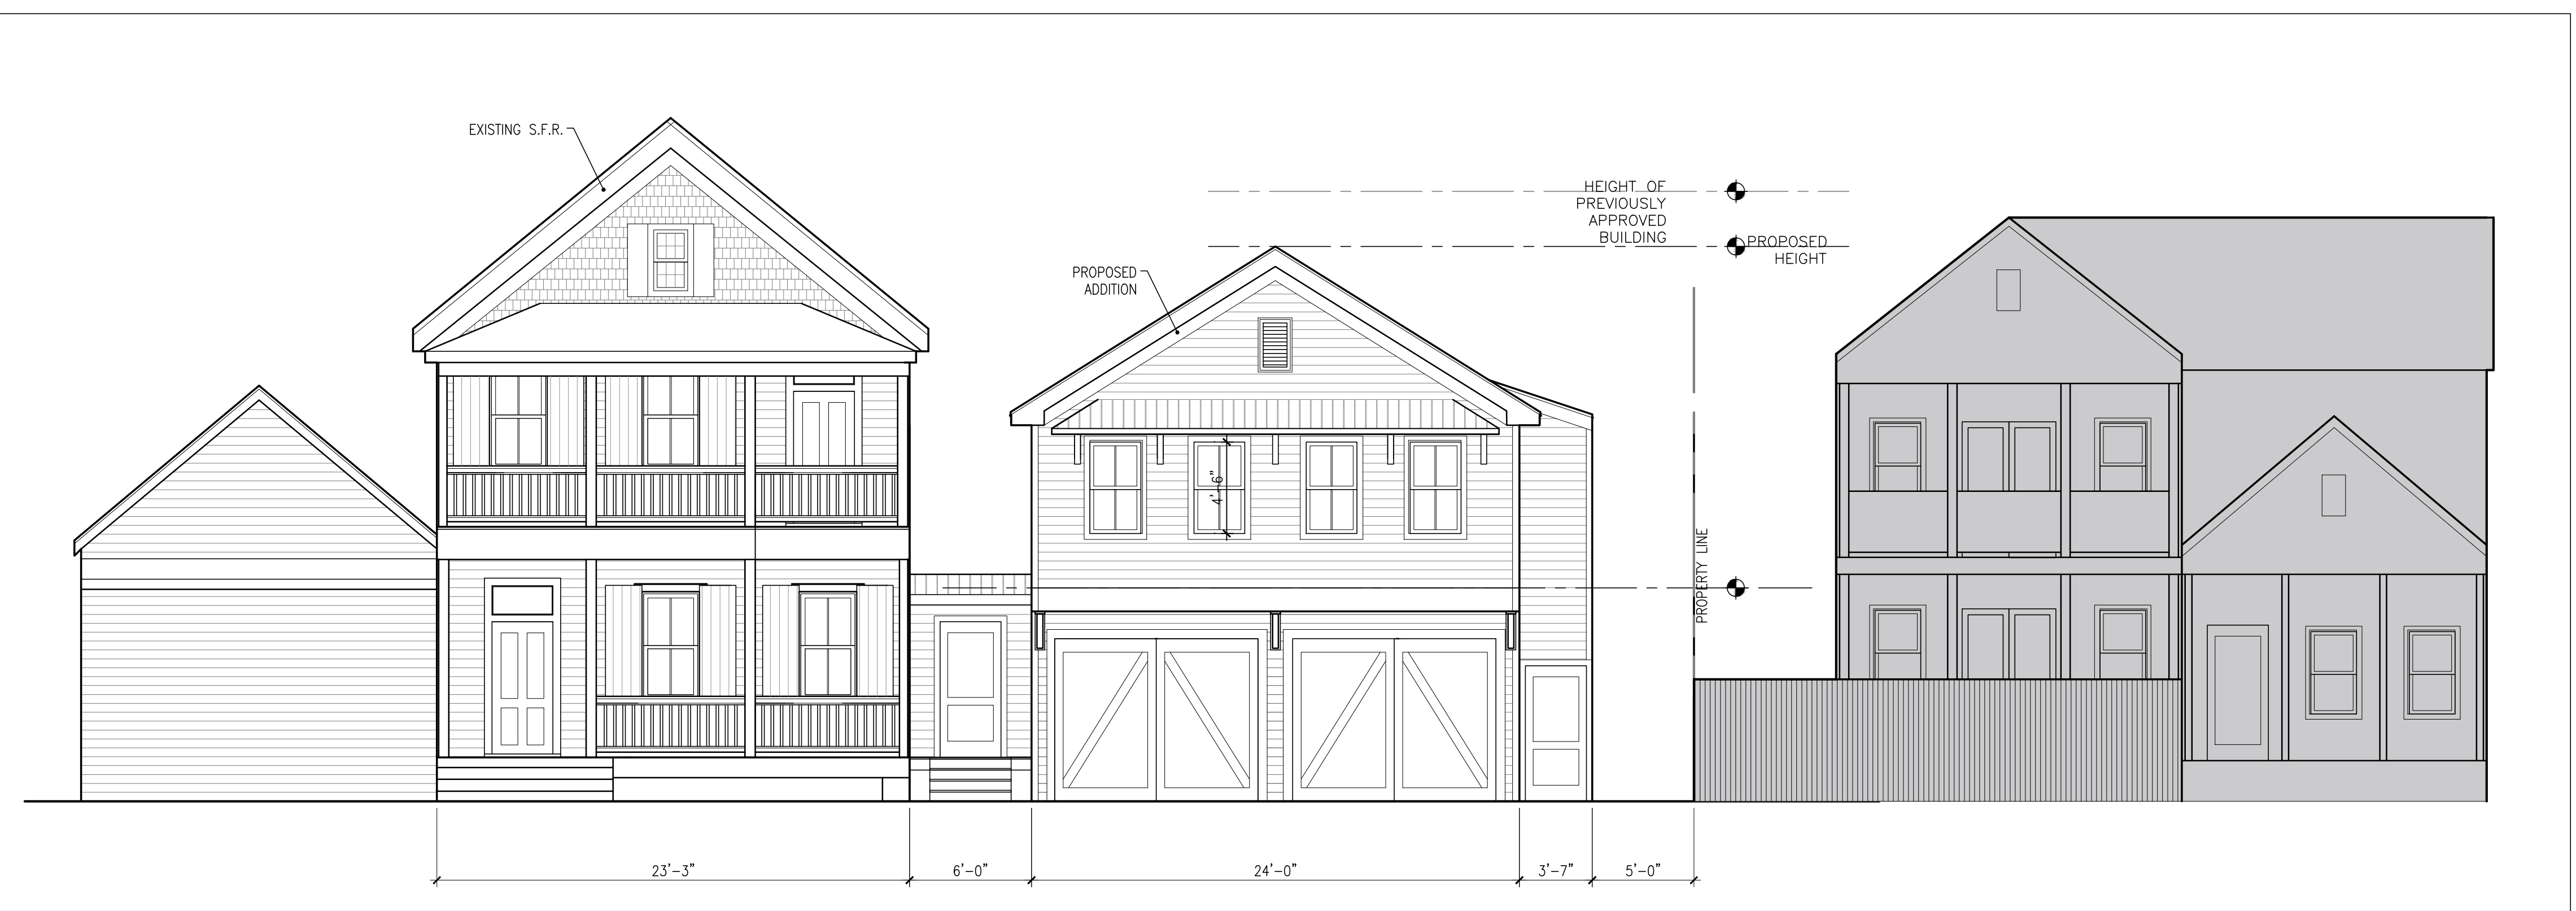 EXISTING S.F.R.
HEIGHT OF
PREVIOUSLY
APPROVED
BUILDING
PROPOSED
HEIGHT
PROPOSED
ADDITION
4'-6"
PROPERTY LINE
23'-3"
6'-0"
24'-0"
3'-7"
5'-0"